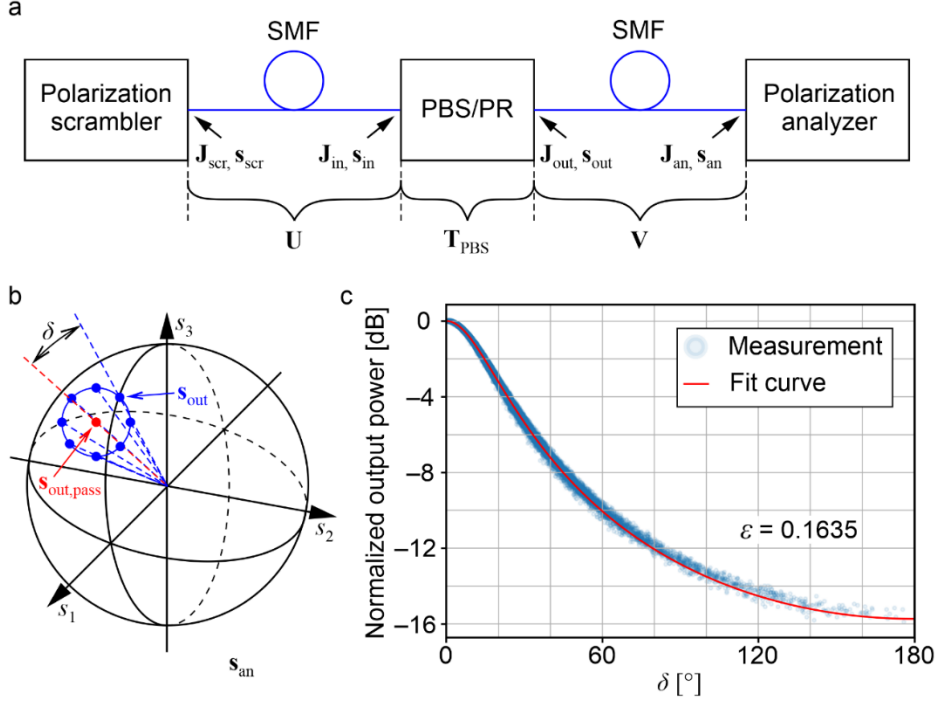 a
SMF SMF
Polarization
scrambler
PBS/PR
Polarization
analyzer
J_scr, s_scr J_in, s_in J_out, s_out J_an, s_an
U T_PBS V
b
δ
s_3
s_out
s_out,pass
s_2
s_1
s_an
c
Normalized output power [dB]
0
−4
−8
−12
−16
Measurement
Fit curve
ε = 0.1635
0 60 120 180
δ [°]